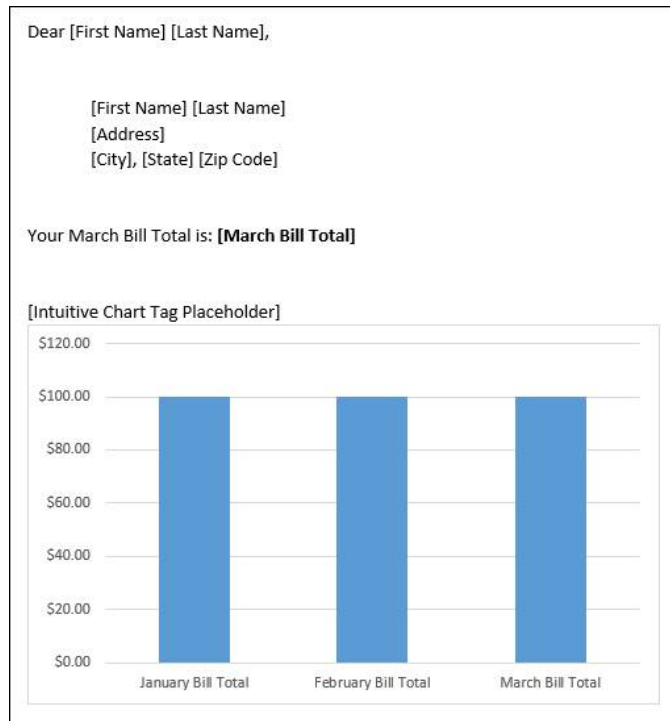 Dear [First Name] [Last Name],
[First Name] [Last Name]
[Address]
[City], [State] [Zip Code]
Your March Bill Total is: [March Bill Total]
[Intuitive Chart Tag Placeholder]
$120.00
$100.00
$80.00
$60.00
$40.00
$20.00
$0.00
January Bill Total February Bill Total March Bill Total